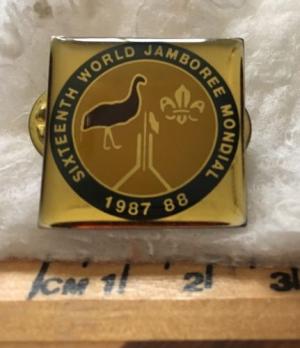 SIXTEENTH WORLD JAMBOREE MONDIAL
1987 88
CM 1 2 3